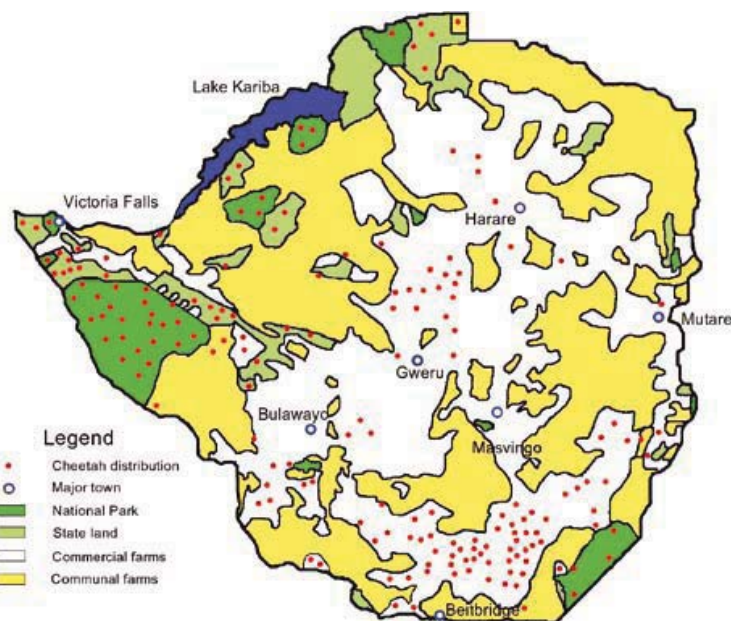 Lake Kariba
Victoria Falls
Harare
Mutare
Gweru
Bulawayo
Masvingo
Beitbridge
Legend
Cheetah distribution
Major town
National Park
State land
Commercial farms
Communal farms